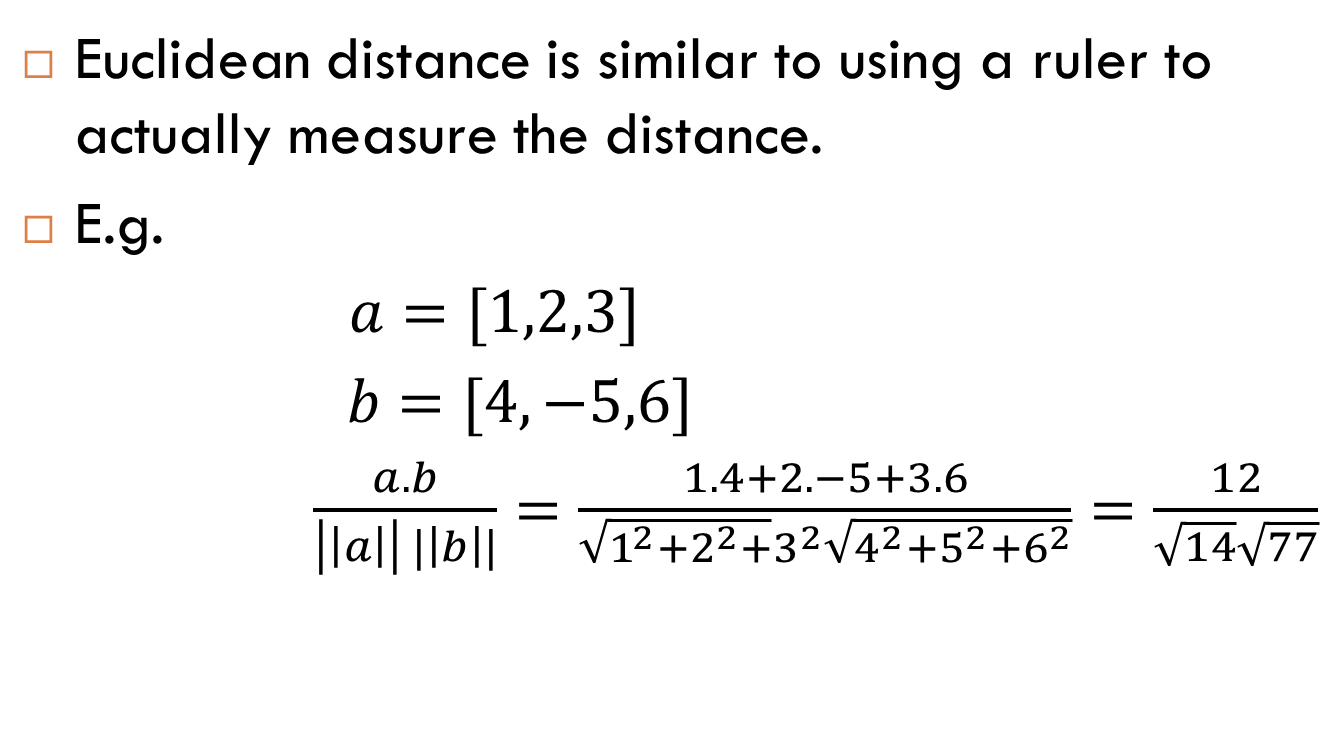 Euclidean distance is similar to using a ruler to
actually measure the distance.
E.g.
a = [1,2,3]
b = [4, −5,6]
a.b / ||a|| ||b|| = 1.4+2.−5+3.6 / √1²+2²+3²√4²+5²+6² = 12 / √14√77